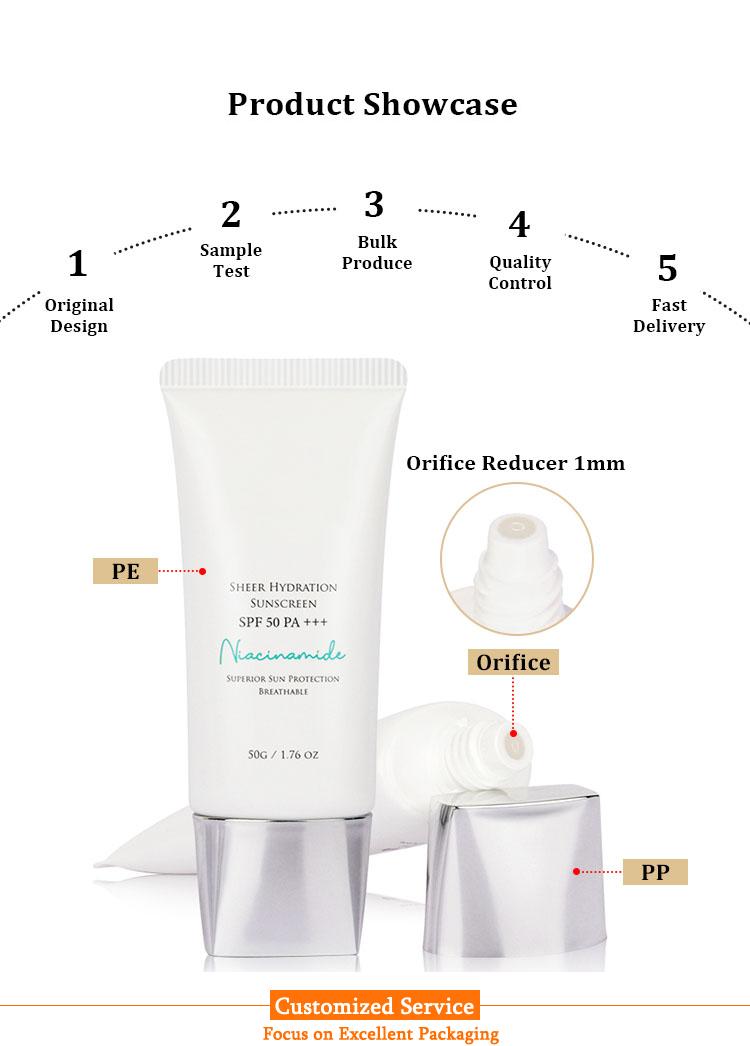 Product Showcase
1
Original
Design
2
Sample
Test
3
Bulk
Produce
4
Quality
Control
5
Fast
Delivery
Orifice Reducer 1mm
PE
SHEER HYDRATION
SUNSCREEN
SPF 50 PA +++
Niacinamide
SUPERIOR SUN PROTECTION
BREATHABLE
50G / 1.76 OZ
Orifice
PP
Customized Service
Focus on Excellent Packaging